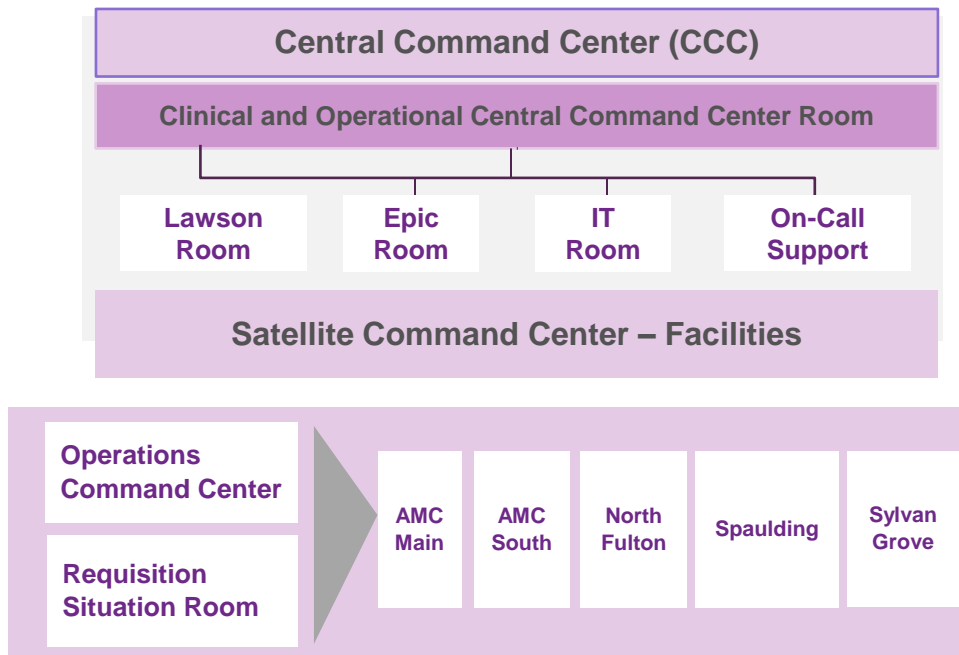 Central Command Center (CCC)
Clinical and Operational Central Command Center Room
Lawson
Room
Epic
Room
IT
Room
On-Call
Support
Satellite Command Center – Facilities
Operations
Command Center
Requisition
Situation Room
AMC
Main
AMC
South
North
Fulton
Spaulding
Sylvan
Grove